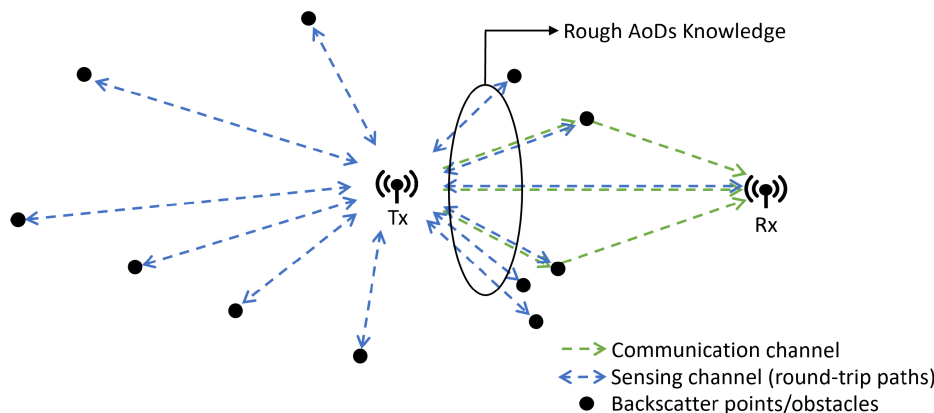 Rough AoDs Knowledge
Tx
Rx
Communication channel
Sensing channel (round-trip paths)
Backscatter points/obstacles